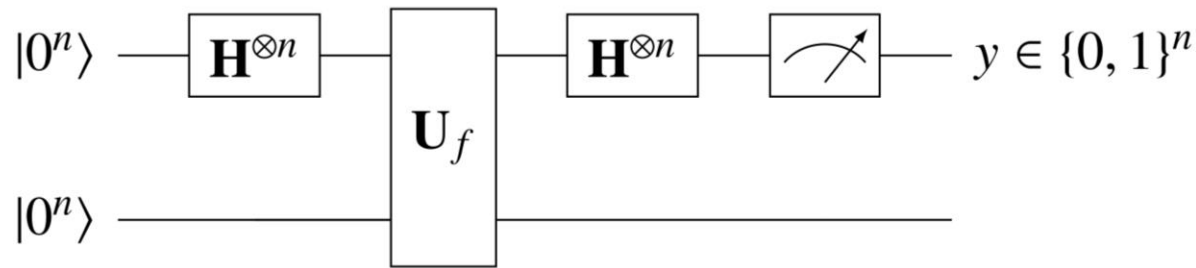 |0ⁿ⟩ H⊗ⁿ H⊗ⁿ y ∈ {0, 1}ⁿ
U_f
|0ⁿ⟩